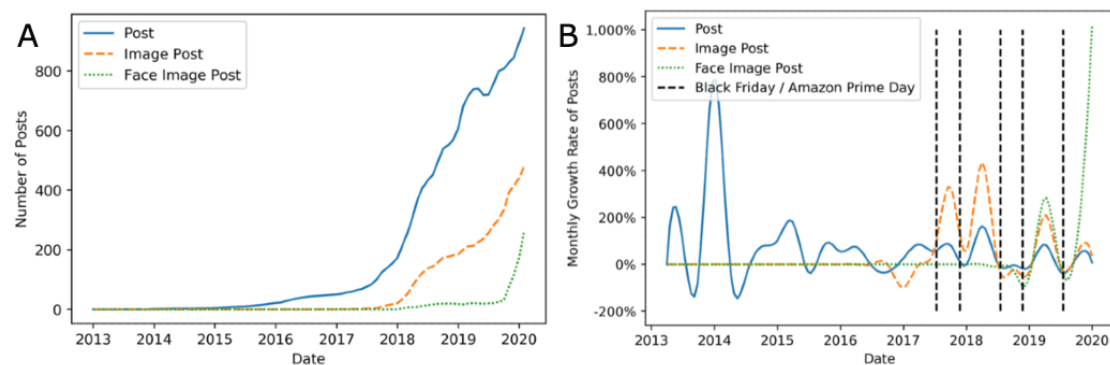 A
Post
Image Post
Face Image Post
800
600
400
200
0
Number of Posts
2013 2014 2015 2016 2017 2018 2019 2020
Date
B
1,000%
800%
600%
400%
200%
0%
-200%
Monthly Growth Rate of Posts
Post
Image Post
Face Image Post
Black Friday / Amazon Prime Day
2013 2014 2015 2016 2017 2018 2019 2020
Date